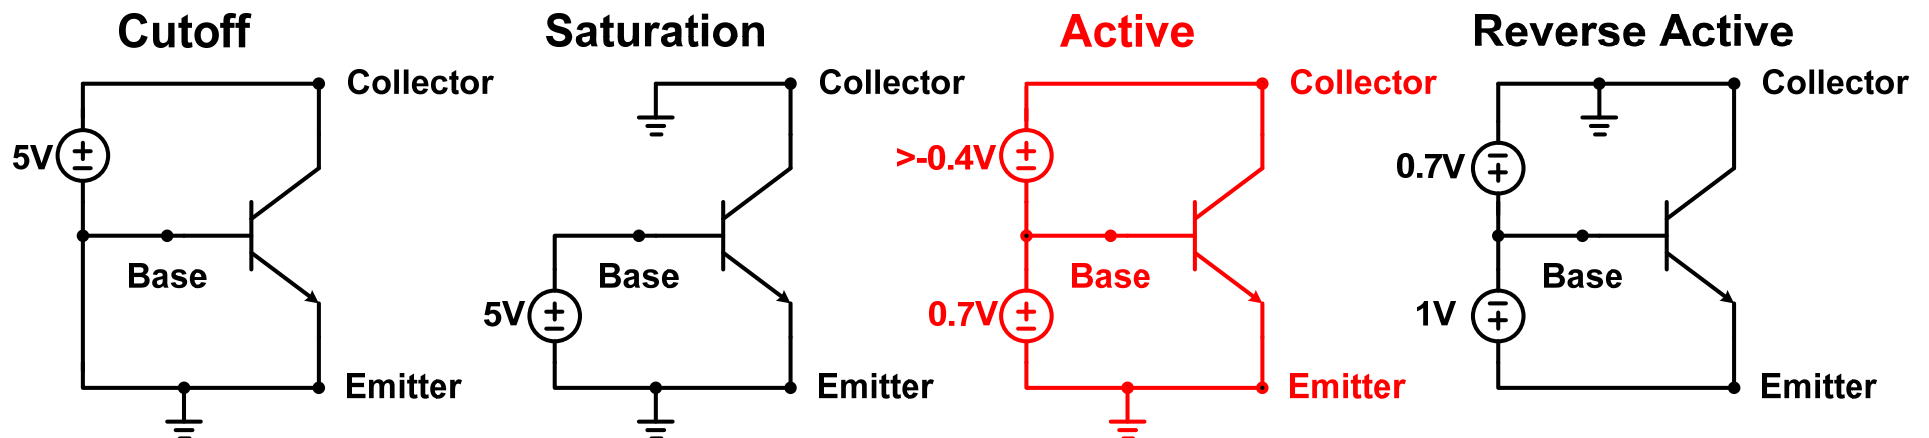 Cutoff
Collector
5V
Base
Emitter
Saturation
Collector
Base
5V
Emitter
Active
Collector
>-0.4V
Base
0.7V
Emitter
Reverse Active
Collector
0.7V
Base
1V
Emitter